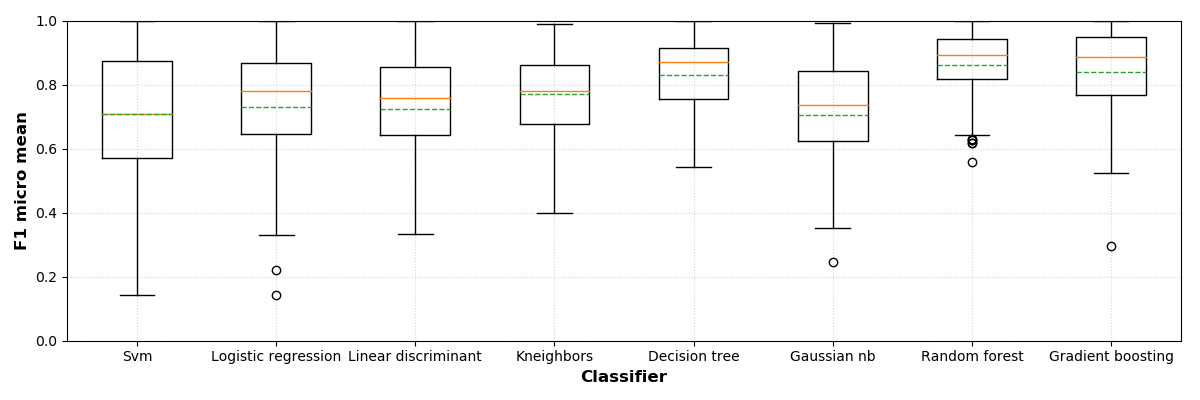 F1 micro mean
1.0
0.8
0.6
0.4
0.2
0.0
Svm
Logistic regression
Linear discriminant
Kneighbors
Decision tree
Gaussian nb
Random forest
Gradient boosting
Classifier